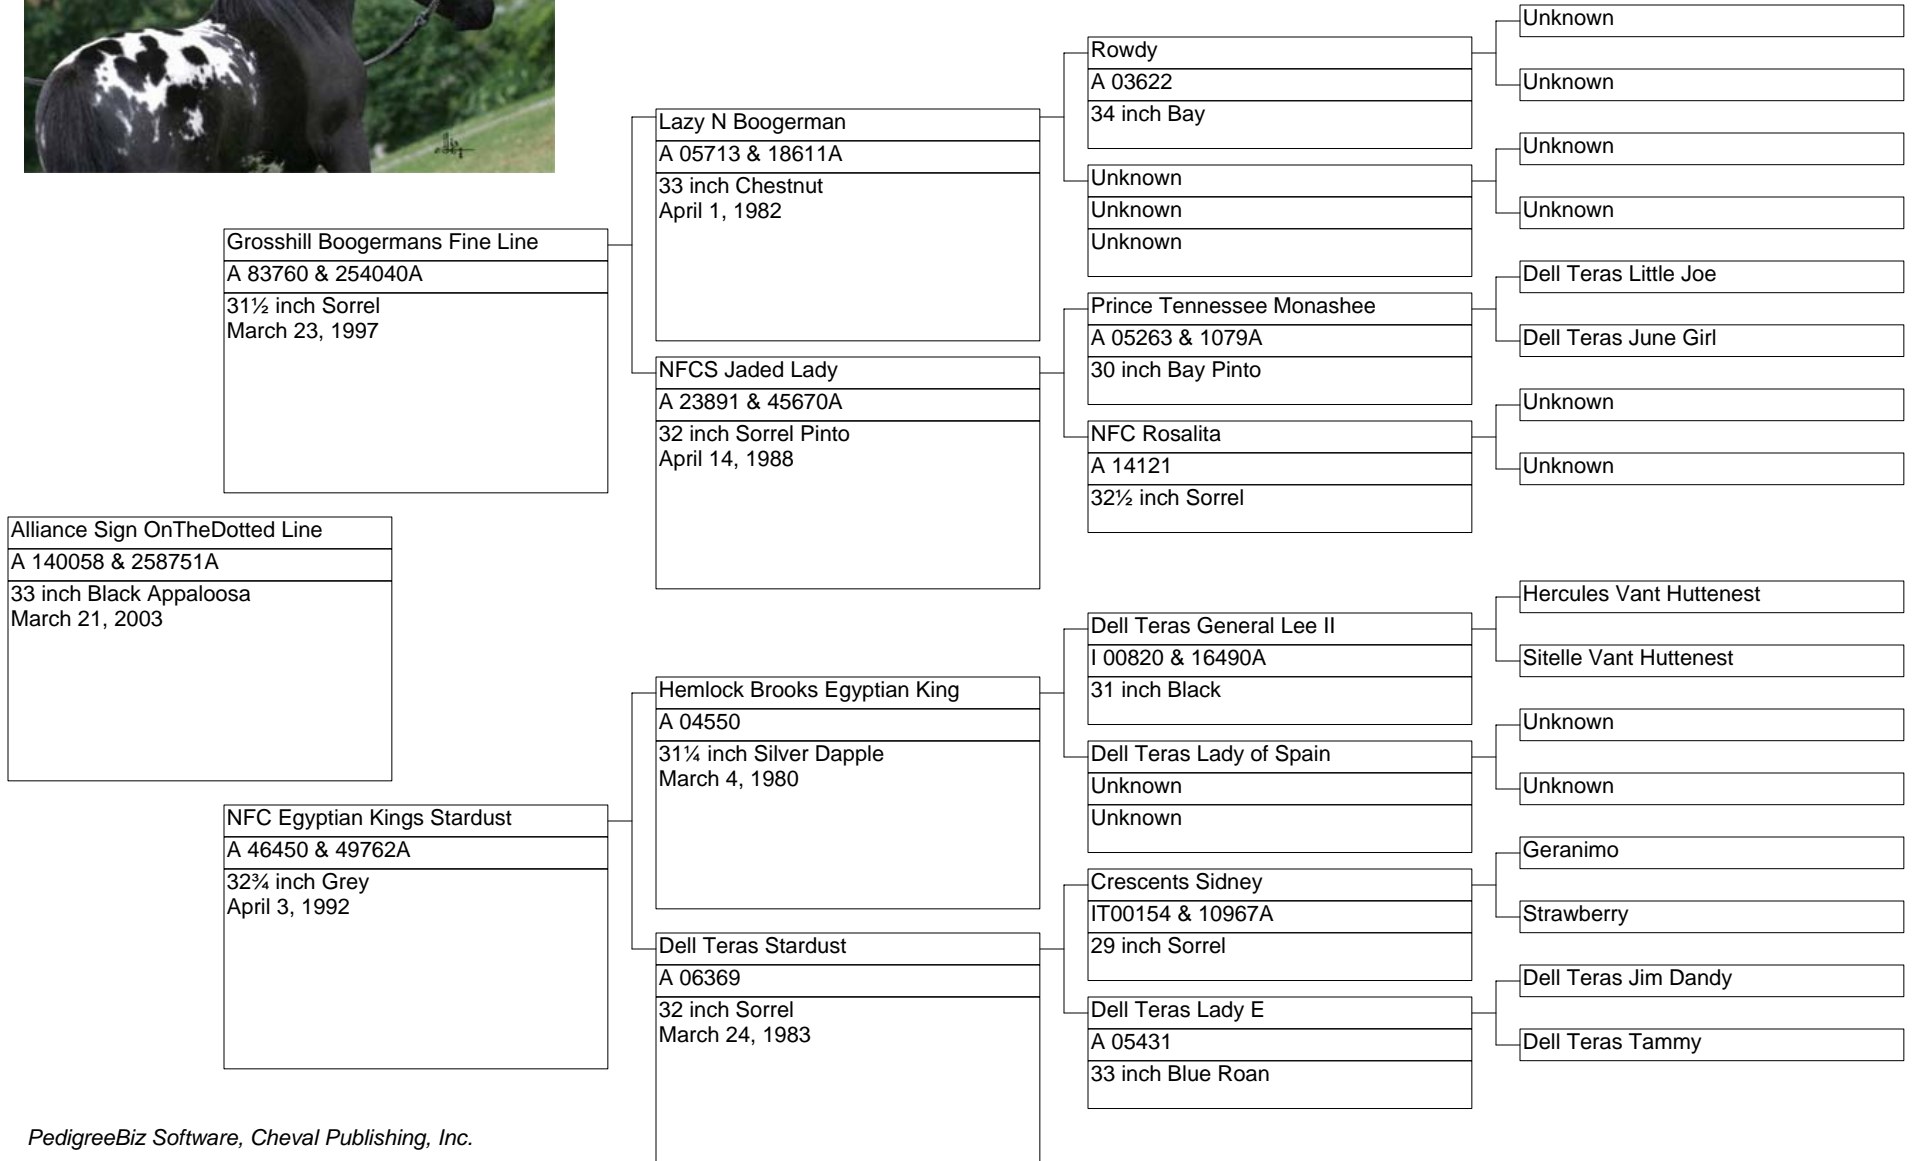 Unknown
Rowdy
A 03622
34 inch Bay
Unknown
Lazy N Boogerman
A 05713 & 18611A
33 inch Chestnut
April 1, 1982
Unknown
Unknown
Unknown
Unknown
Unknown
Grosshill Boogermans Fine Line
A 83760 & 254040A
31½ inch Sorrel
March 23, 1997
Dell Teras Little Joe
Prince Tennessee Monashee
A 05263 & 1079A
30 inch Bay Pinto
Dell Teras June Girl
NFCS Jaded Lady
A 23891 & 45670A
32 inch Sorrel Pinto
April 14, 1988
Unknown
NFC Rosalita
A 14121
32½ inch Sorrel
Unknown
Alliance Sign OnTheDotted Line
A 140058 & 258751A
33 inch Black Appaloosa
March 21, 2003
Hercules Vant Huttenest
Dell Teras General Lee II
I 00820 & 16490A
31 inch Black
Sitelle Vant Huttenest
Hemlock Brooks Egyptian King
A 04550
31¼ inch Silver Dapple
March 4, 1980
Unknown
Dell Teras Lady of Spain
Unknown
Unknown
Unknown
NFC Egyptian Kings Stardust
A 46450 & 49762A
32¾ inch Grey
April 3, 1992
Geranimo
Crescents Sidney
IT00154 & 10967A
29 inch Sorrel
Strawberry
Dell Teras Stardust
A 06369
32 inch Sorrel
March 24, 1983
Dell Teras Jim Dandy
Dell Teras Lady E
A 05431
33 inch Blue Roan
Dell Teras Tammy
PedigreeBiz Software, Cheval Publishing, Inc.